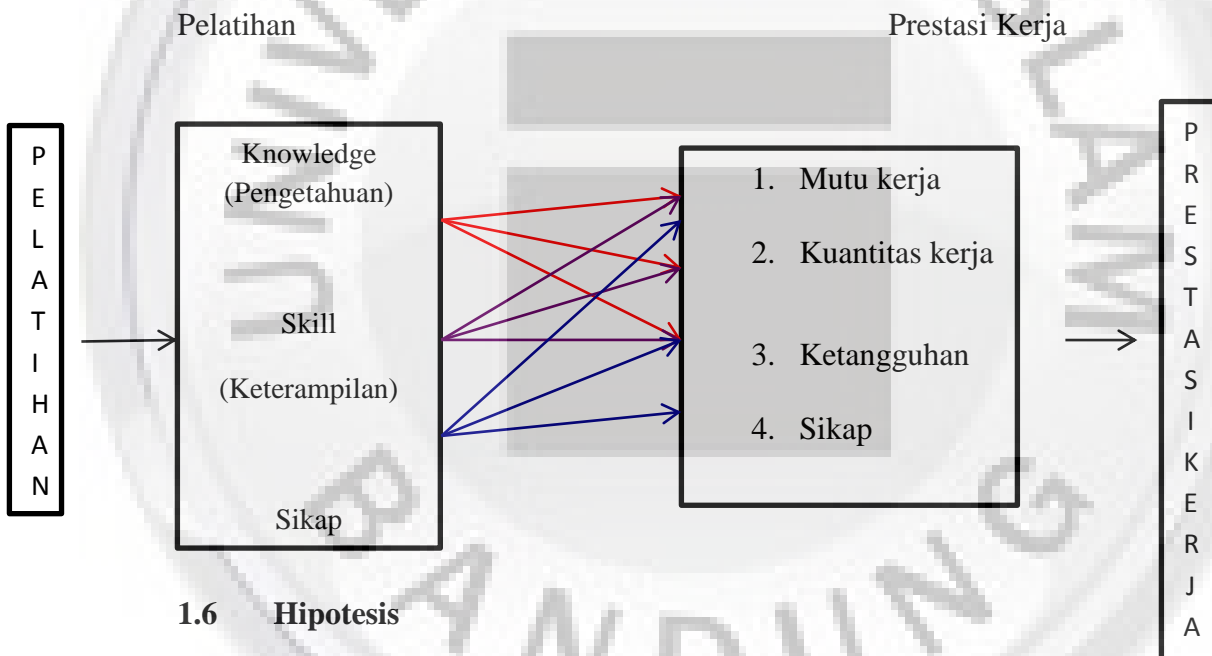 Pelatihan
Prestasi Kerja
P
E
L
A
T
I
H
A
N
Knowledge
(Pengetahuan)
Skill
(Keterampilan)
Sikap
1. Mutu kerja
2. Kuantitas kerja
3. Ketangguhan
4. Sikap
P
R
E
S
T
A
S
I
K
E
R
J
A
1.6 Hipotesis
BANDUNG